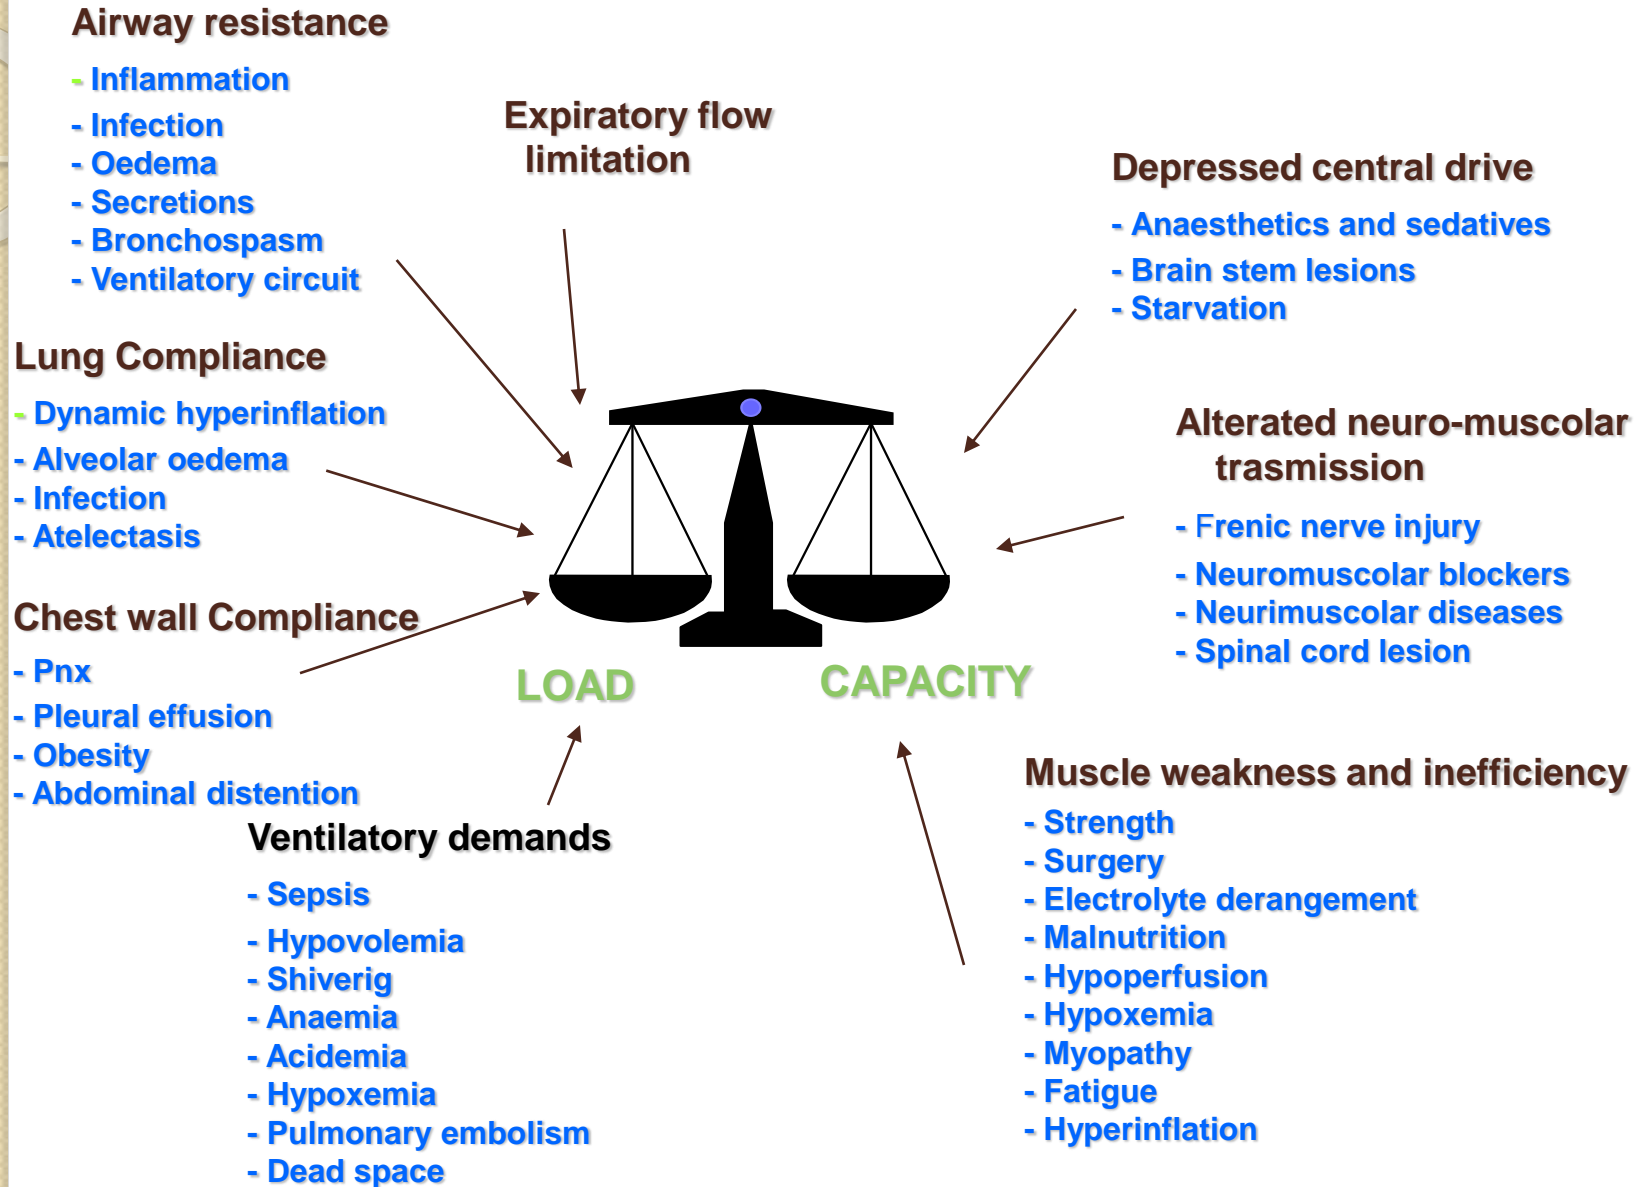 Airway resistance
- Inflammation
- Infection
- Oedema
- Secretions
- Bronchospasm
- Ventilatory circuit
Expiratory flow
limitation
Lung Compliance
- Dynamic hyperinflation
- Alveolar oedema
- Infection
- Atelectasis
Chest wall Compliance
- Pnx
- Pleural effusion
- Obesity
- Abdominal distention
Ventilatory demands
- Sepsis
- Hypovolemia
- Shiverig
- Anaemia
- Acidemia
- Hypoxemia
- Pulmonary embolism
- Dead space
LOAD
CAPACITY
Depressed central drive
- Anaesthetics and sedatives
- Brain stem lesions
- Starvation
Alterated neuro-muscolar
trasmission
- Frenic nerve injury
- Neuromuscolar blockers
- Neurimuscolar diseases
- Spinal cord lesion
Muscle weakness and inefficiency
- Strength
- Surgery
- Electrolyte derangement
- Malnutrition
- Hypoperfusion
- Hypoxemia
- Myopathy
- Fatigue
- Hyperinflation